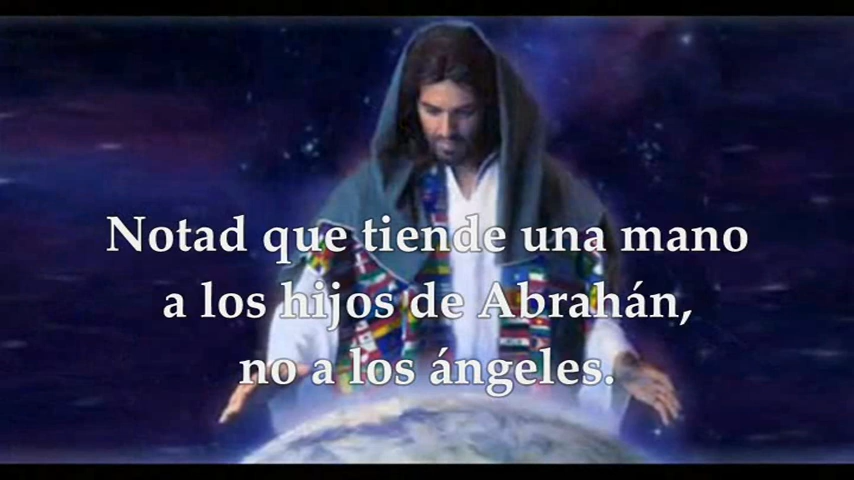 Notad que tiende una mano
a los hijos de Abrahán,
no a los ángeles.